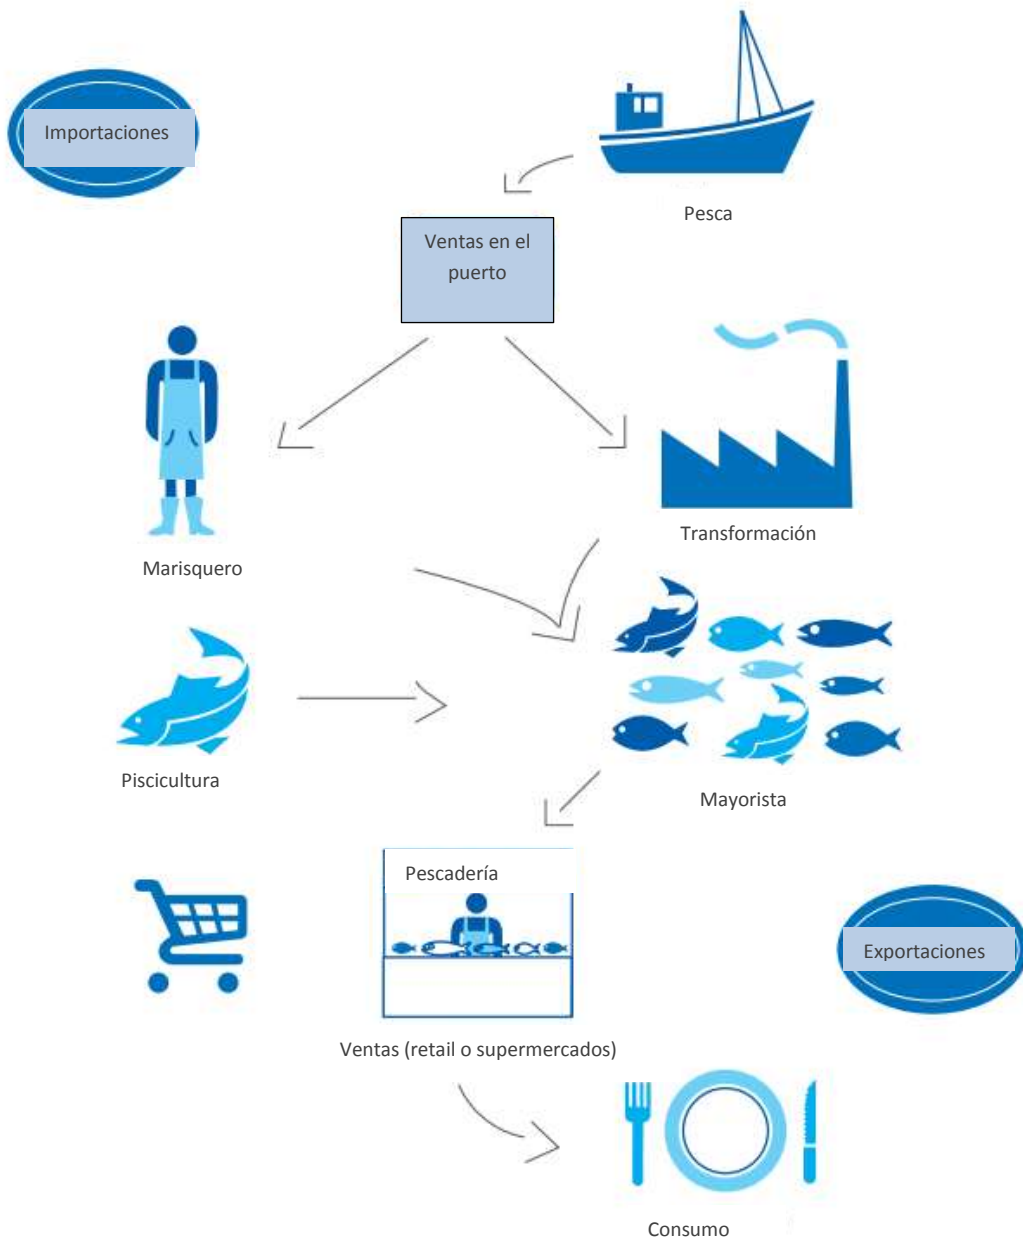 Importaciones
Pesca
Ventas en el
puerto
Transformación
Marisquero
Piscicultura
Mayorista
Pescadería
Exportaciones
Ventas (retail o supermercados)
Consumo